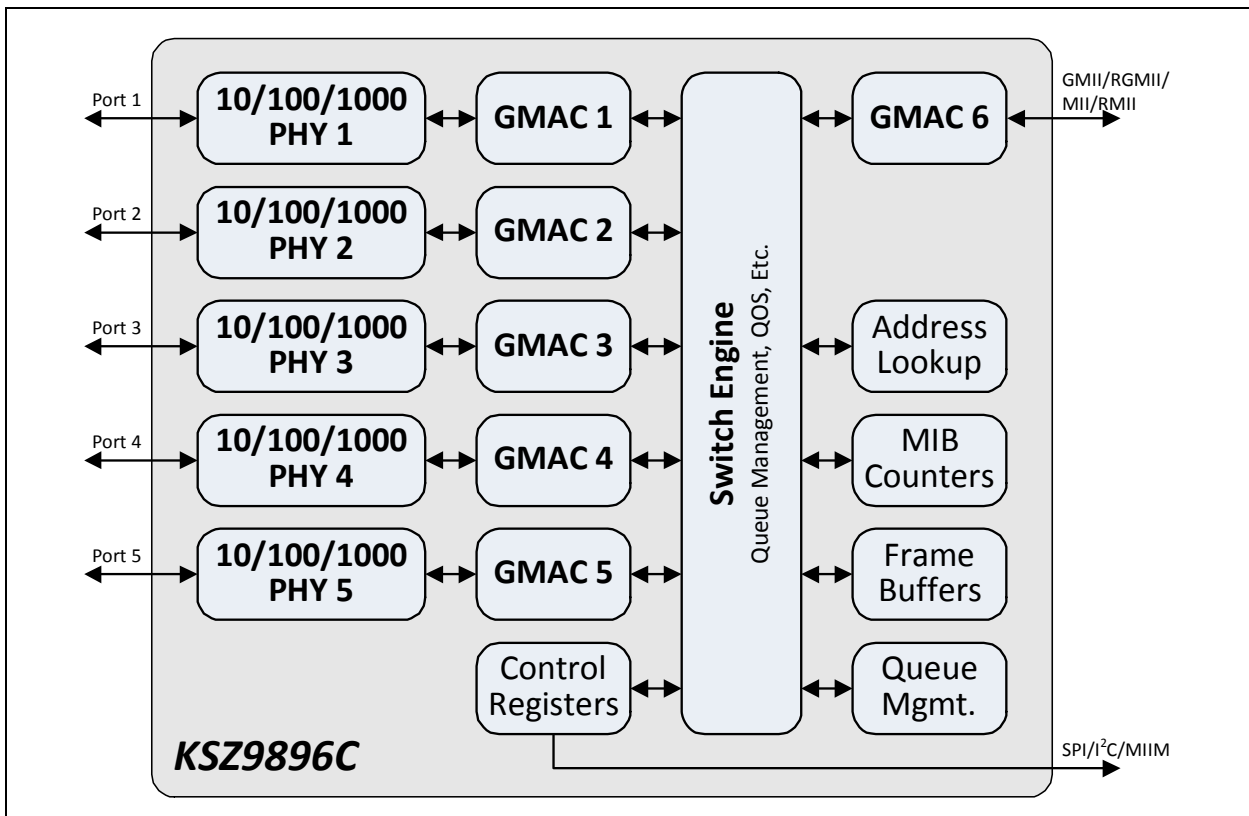 Port 1
10/100/1000
PHY 1
GMAC 1
GMAC 6
GMII/RGMII/
MII/RMII
Port 2
10/100/1000
PHY 2
GMAC 2
Port 3
10/100/1000
PHY 3
GMAC 3
Switch Engine
Queue Management, QOS, Etc.
Address
Lookup
Port 4
10/100/1000
PHY 4
GMAC 4
MIB
Counters
Port 5
10/100/1000
PHY 5
GMAC 5
Frame
Buffers
Control
Registers
Queue
Mgmt.
KSZ9896C
SPI/I²C/MIIM